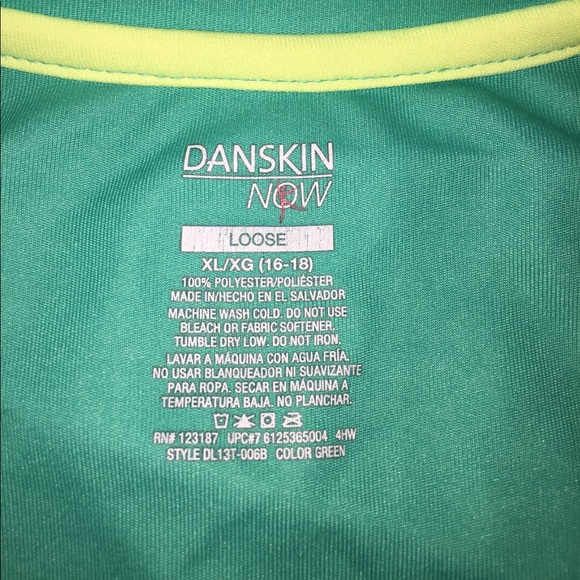 DANSKIN
NOW
LOOSE
XL/XG (16-18)
100% POLYESTER/POLIÉSTER
MADE IN/HECHO EN EL SALVADOR
MACHINE WASH COLD. DO NOT USE
BLEACH OR FABRIC SOFTENER.
TUMBLE DRY LOW. DO NOT IRON.
LAVAR A MÁQUINA CON AGUA FRÍA.
NO USAR BLANQUEADOR NI SUAVIZANTE
PARA ROPA. SECAR EN MÁQUINA A
TEMPERATURA BAJA. NO PLANCHAR.
RN# 123187 UPC#7 6125365004 4HW
STYLE DL13T-006B COLOR GREEN